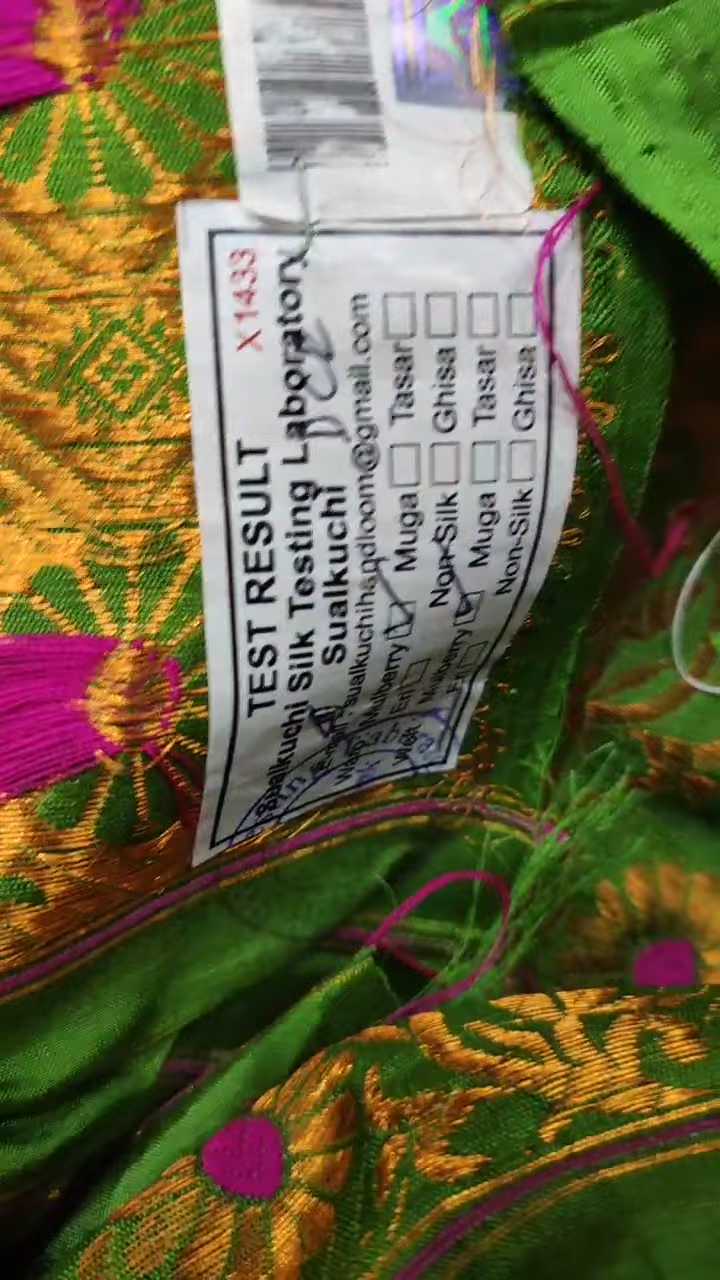 X1433
TEST RESULT
Sualkuchi Silk Testing Laboratory
Sualkuchi
E-mail : sualkuchihandloom@gmail.com
Warp : Mulberry ☑ Muga ☐ Tasar ☐
Eri ☐ Non-Silk ☐ Ghisa ☐
Weft : Mulberry ☑ Muga ☐ Tasar ☐
Eri ☐ Non-Silk ☐ Ghisa ☐